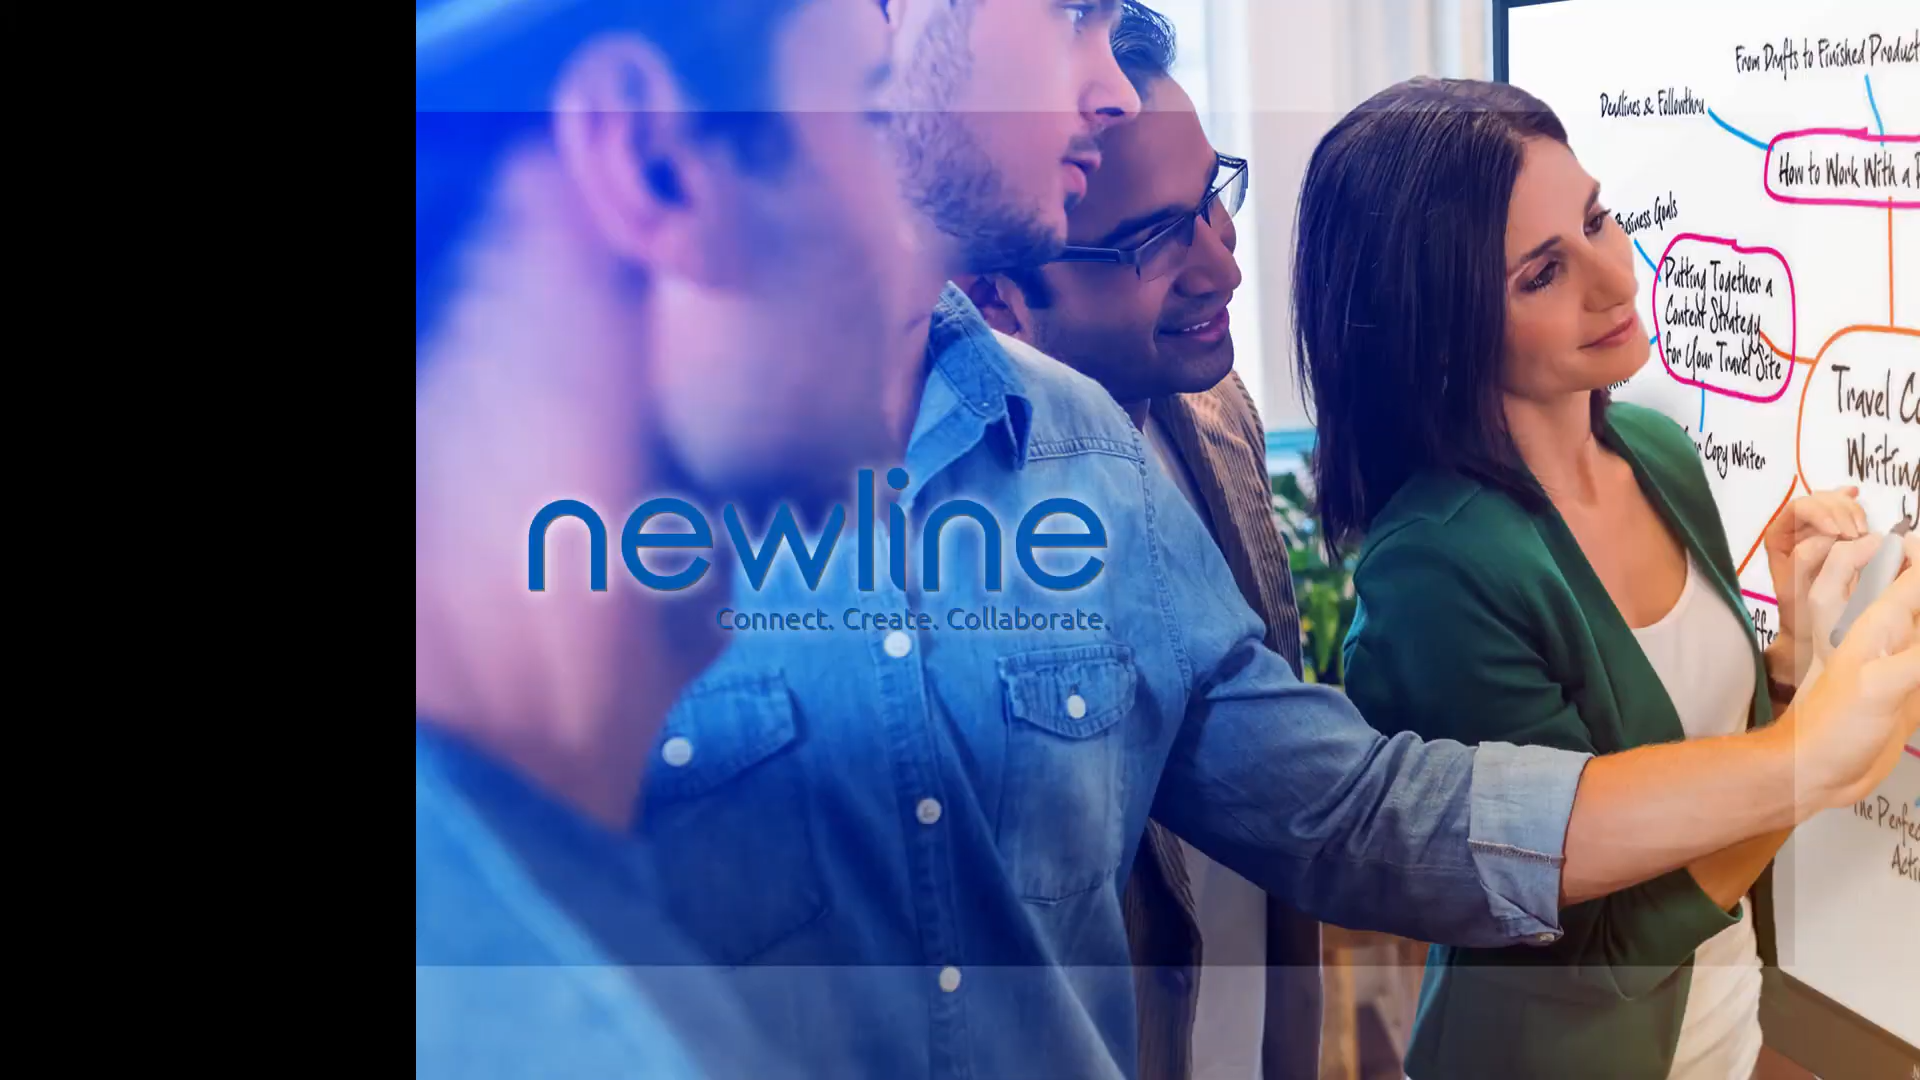 From Drafts to Finished Product
Deadlines & Followthru
How to Work With a
Business Goals
Putting Together a
Content Strategy
for Your Travel Site
Travel
Writing
Copy Writer
newline
Connect. Create. Collaborate.
The